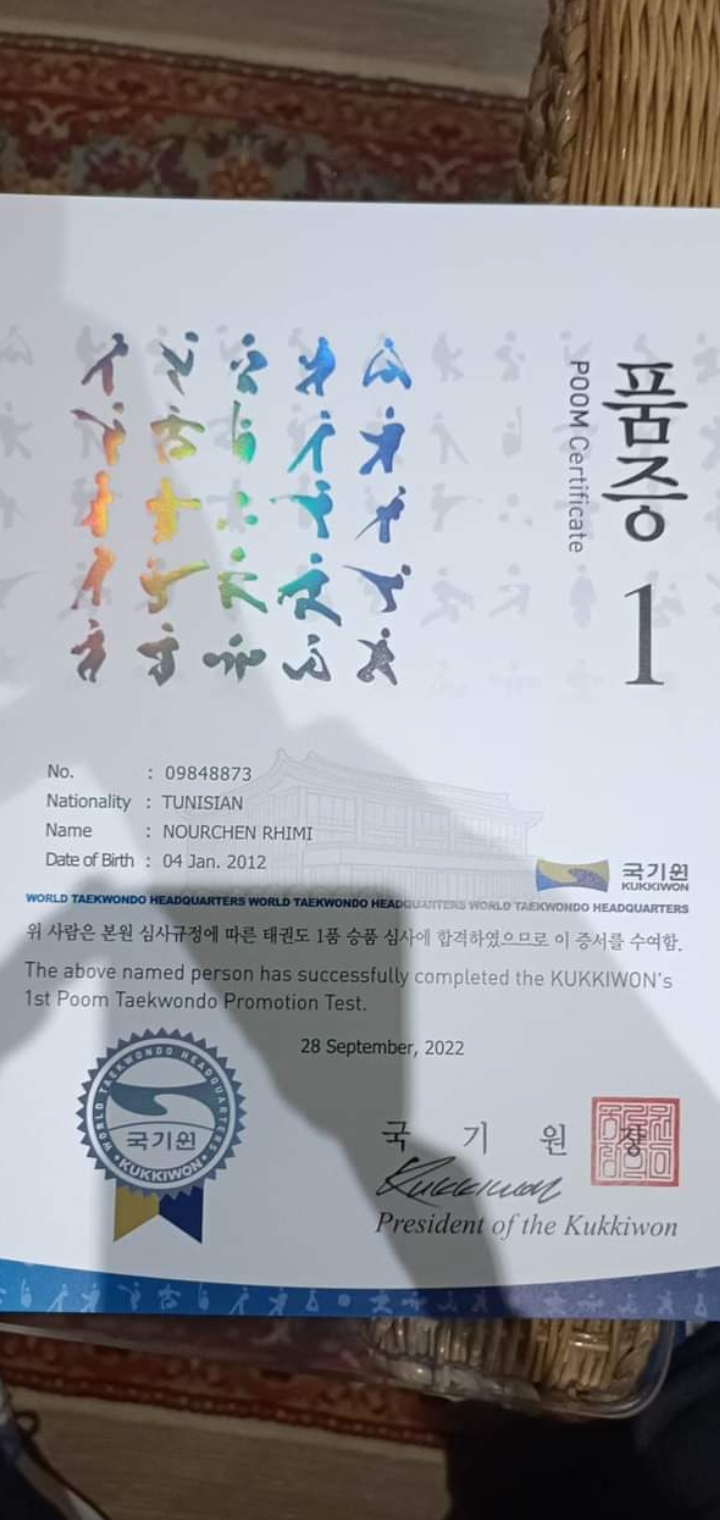 품증 1
POOM Certificate
No. : 09848873
Nationality : TUNISIAN
Name : NOURCHEN RHIMI
Date of Birth : 04 Jan. 2012
국기원
KUKKIWON
WORLD TAEKWONDO HEADQUARTERS WORLD TAEKWONDO HEADQUARTERS WORLD TAEKWONDO HEADQUARTERS
위 사람은 본원 심사규정에 따른 태권도 1품 승품 심사에 합격하였으므로 이 증서를 수여함.
The above named person has successfully completed the KUKKIWON's
1st Poom Taekwondo Promotion Test.
28 September, 2022
WORLD TAEKWONDO HEADQUARTERS
국기원
KUKKIWON
국 기 원 장
Kukkiwon
President of the Kukkiwon